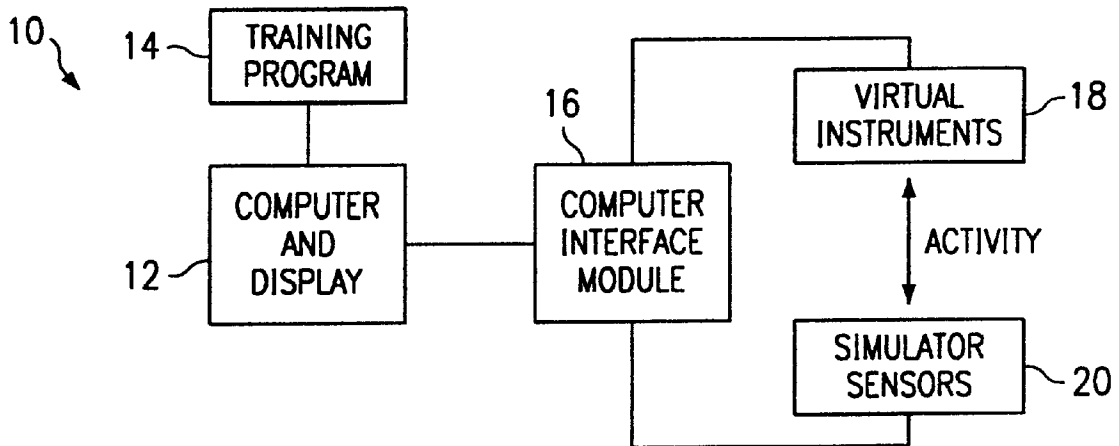 10
14
TRAINING
PROGRAM
12
COMPUTER
AND
DISPLAY
16
COMPUTER
INTERFACE
MODULE
VIRTUAL
INSTRUMENTS
18
ACTIVITY
SIMULATOR
SENSORS
20